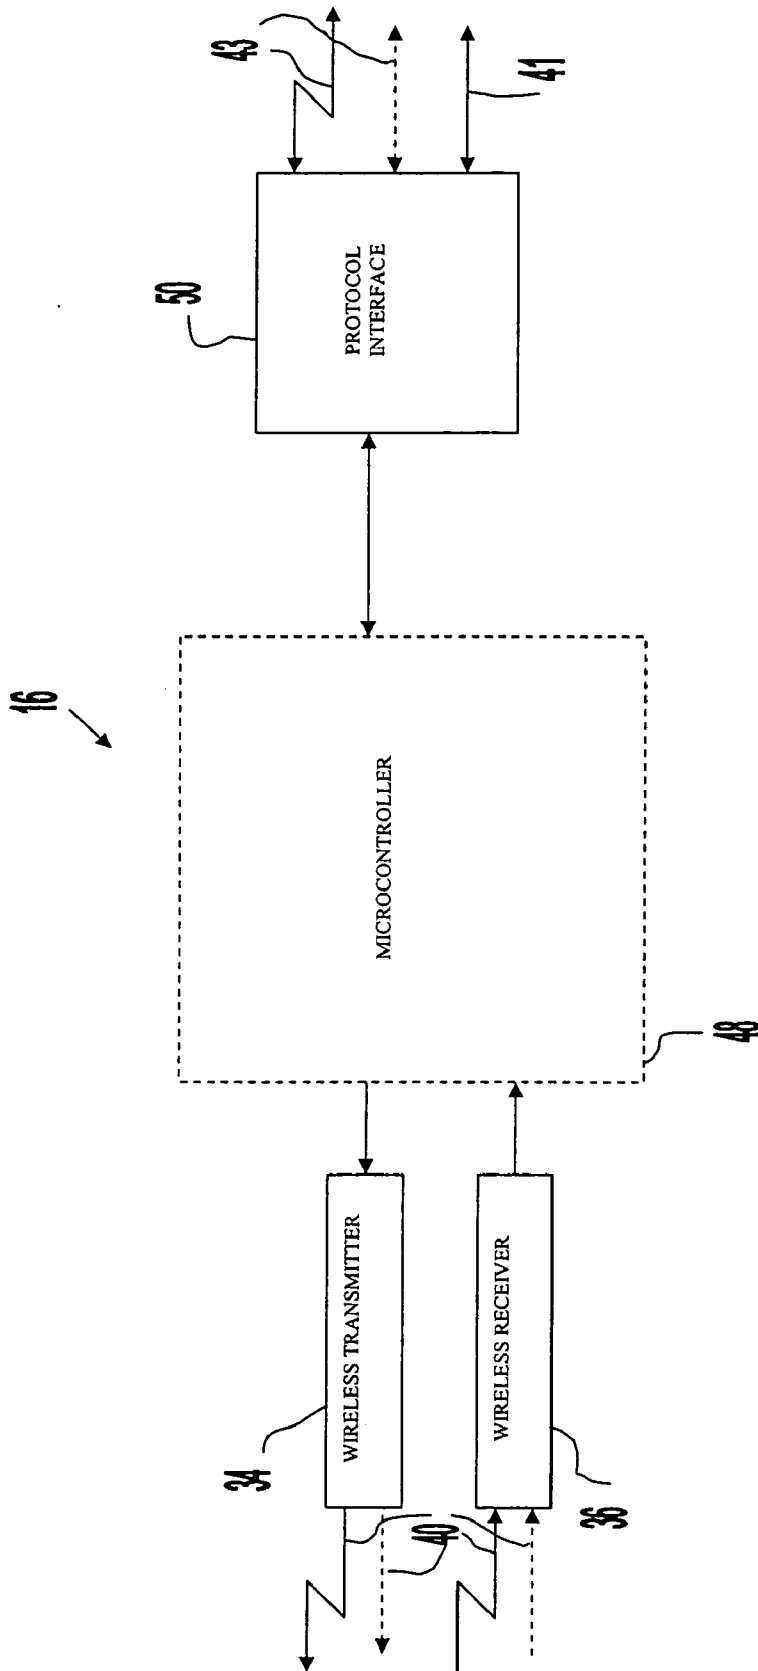 16
34
WIRELESS TRANSMITTER
40
WIRELESS RECEIVER
36
MICROCONTROLLER
48
50
PROTOCOL
INTERFACE
43
41